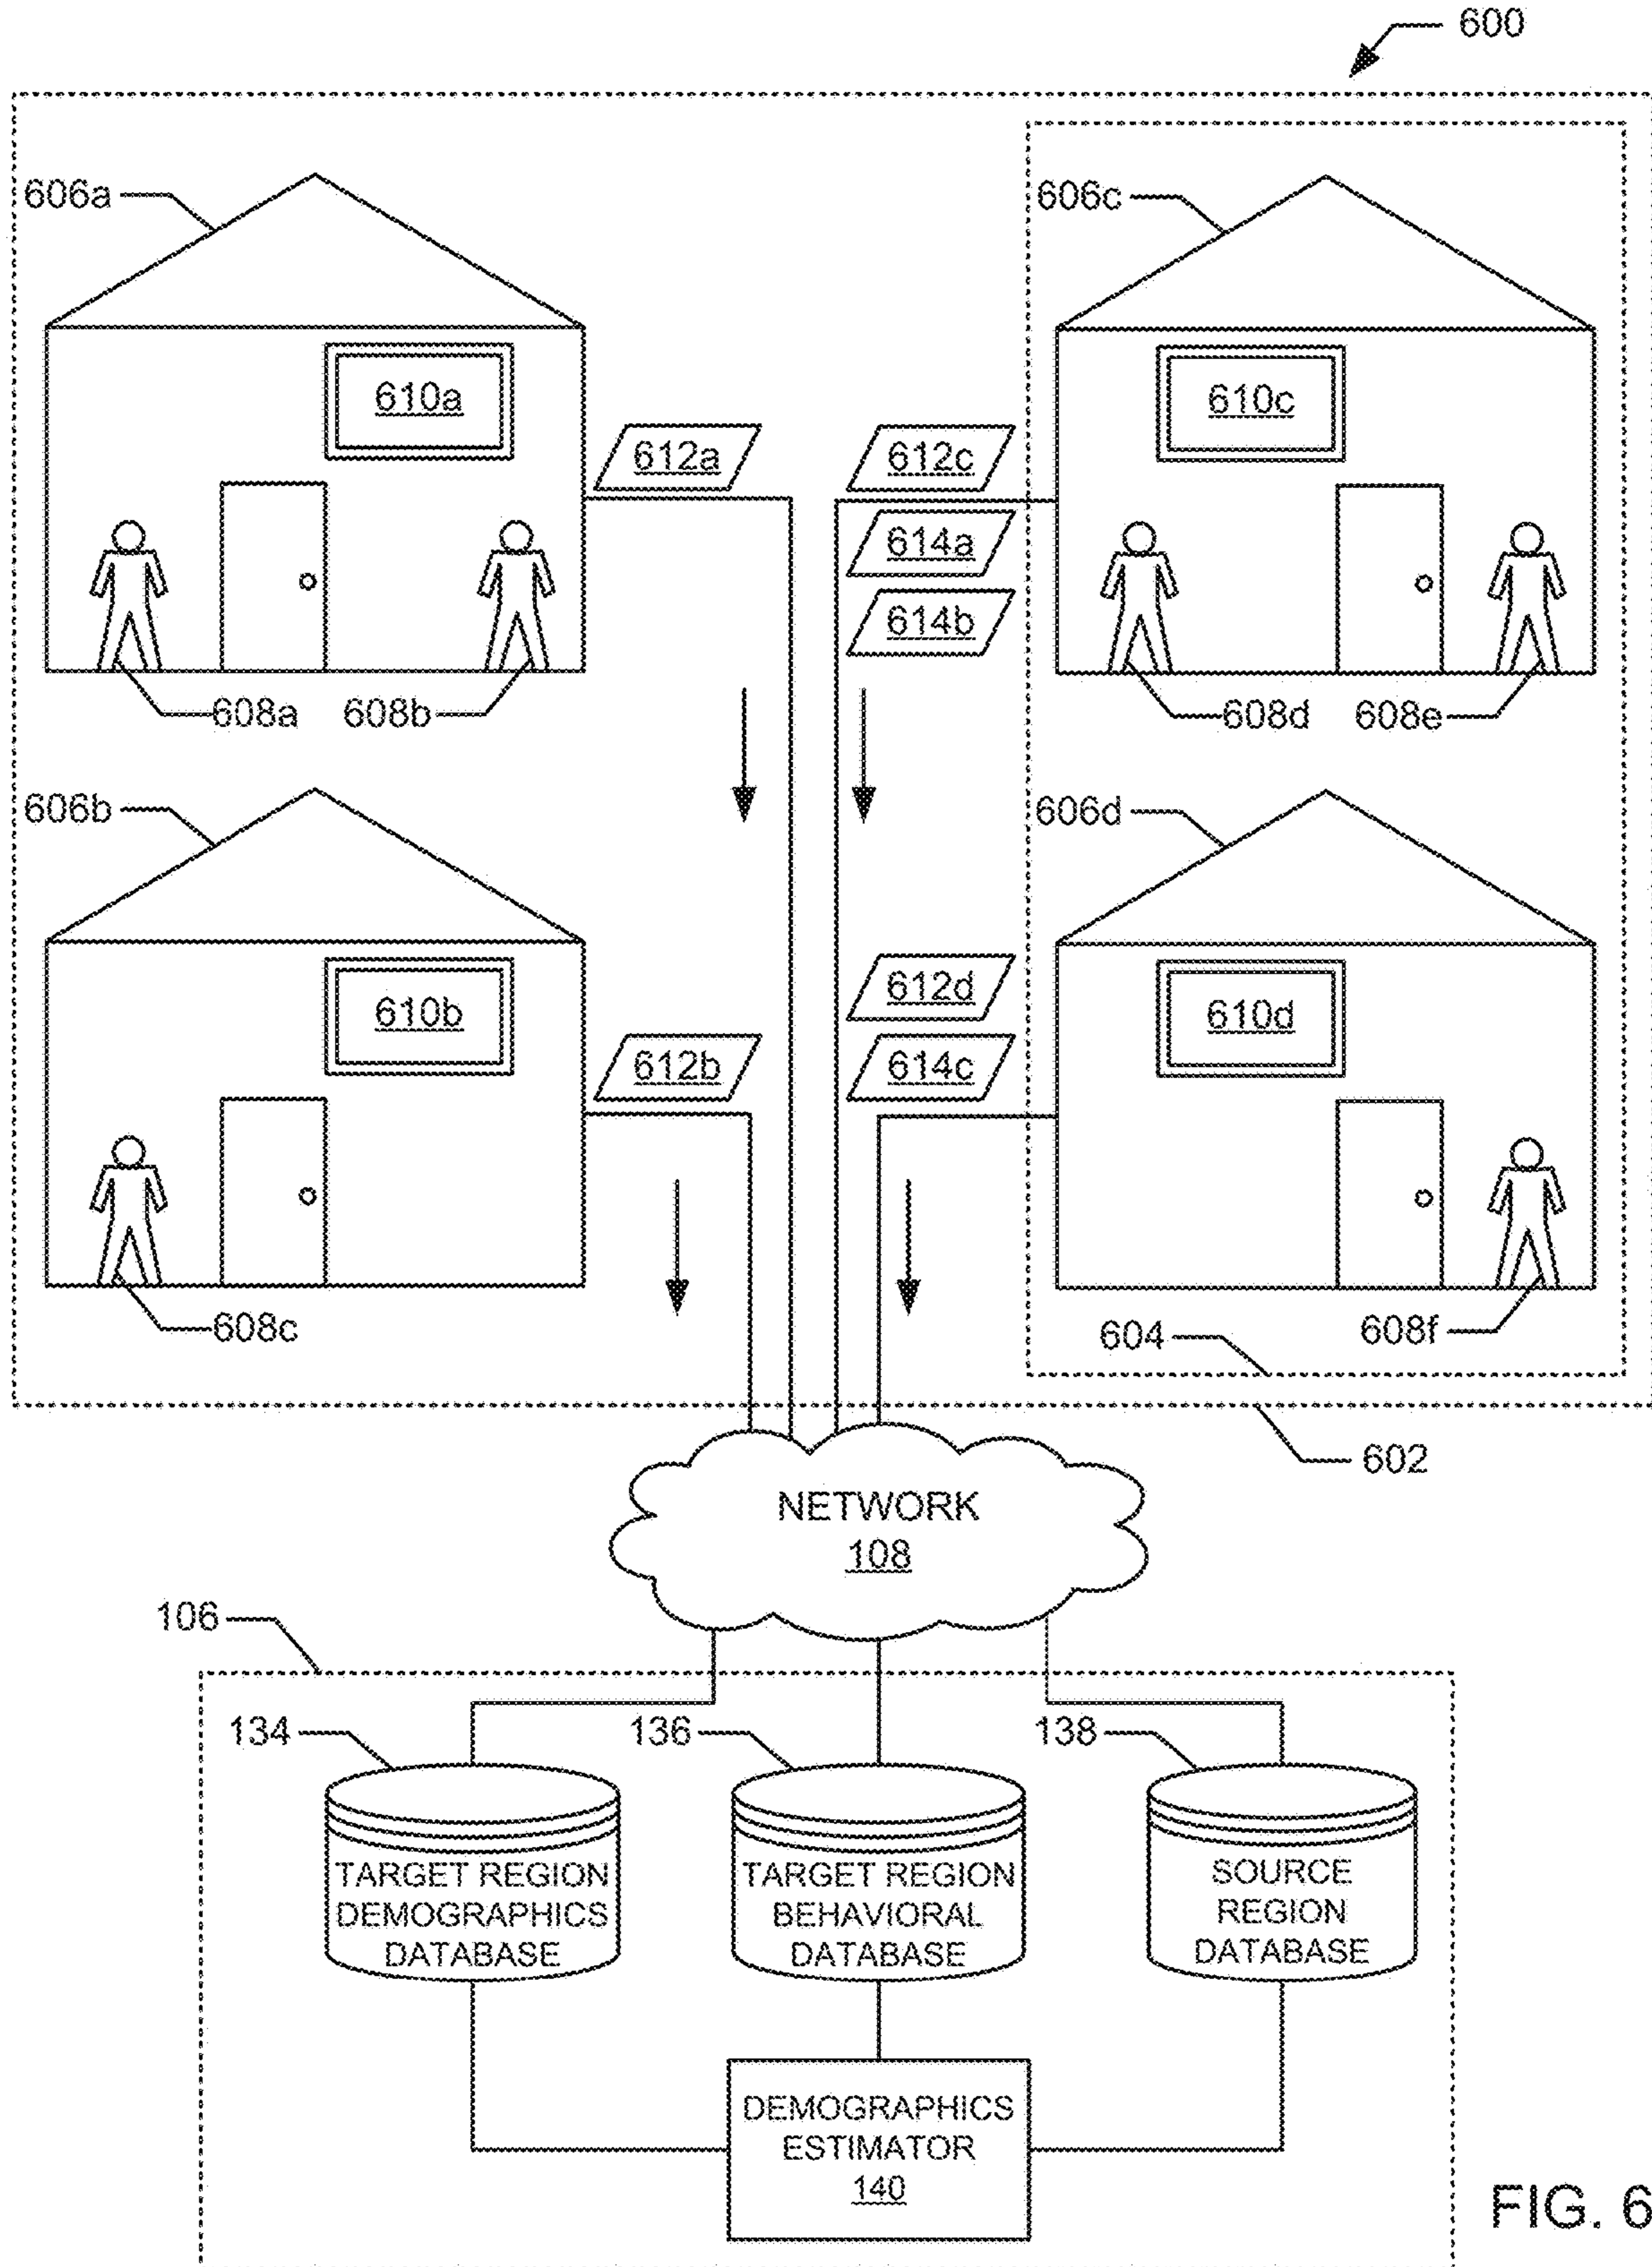 600
606a
606c
610a
610c
612a
612c
614a
614b
608a
608b
608d
608e
606b
606d
610b
612d
610d
612b
614c
608c
604
608f
602
NETWORK
108
106
134
136
138
TARGET REGION
DEMOGRAPHICS
DATABASE
TARGET REGION
BEHAVIORAL
DATABASE
SOURCE
REGION
DATABASE
DEMOGRAPHICS
ESTIMATOR
140
FIG. 6